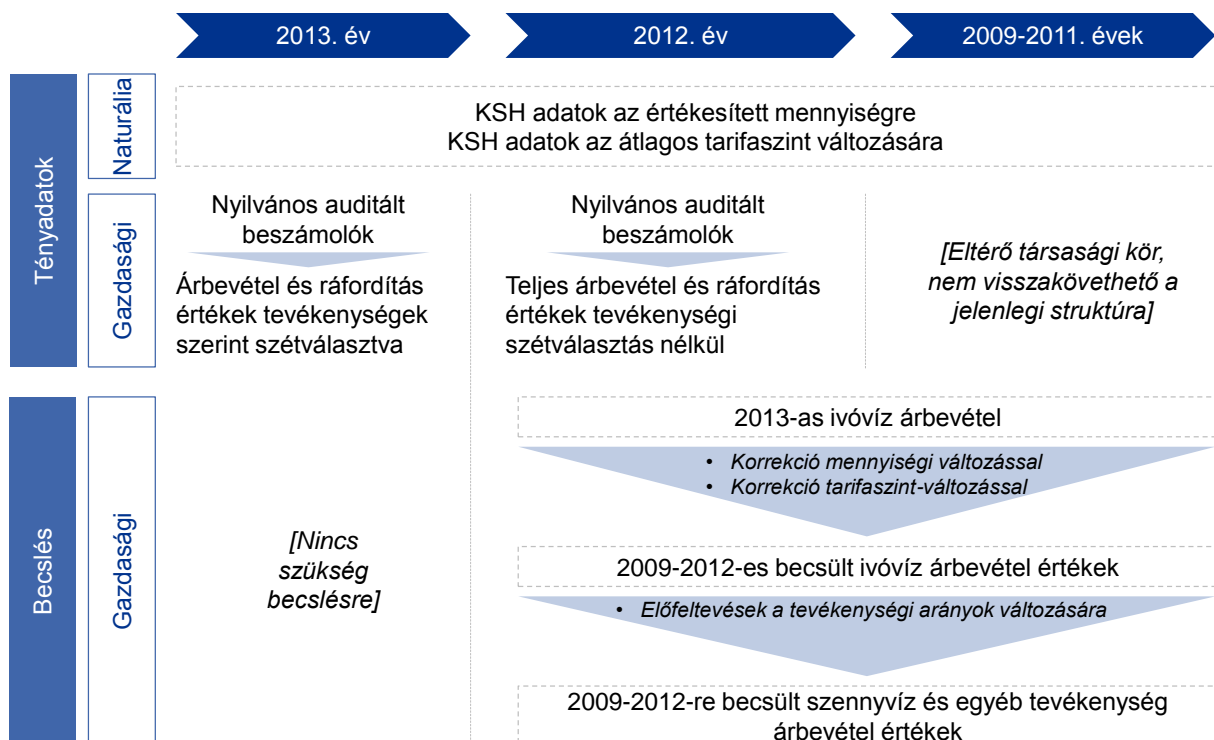 2013. év
2012. év
2009-2011. évek
Tényadatok
Naturália
KSH adatok az értékesített mennyiségre
KSH adatok az átlagos tarifaszint változására
Gazdasági
Nyilvános auditált
beszámolók
Árbevétel és ráfordítás
értékek tevékenységek
szerint szétválasztva
Nyilvános auditált
beszámolók
Teljes árbevétel és ráfordítás
értékek tevékenységi
szétválasztás nélkül
[Eltérő társasági kör,
nem visszakövethető a
jelenlegi struktúra]
Becslés
Gazdasági
[Nincs
szükség
becslésre]
2013-as ivóvíz árbevétel
• Korrekció mennyiségi változással
• Korrekció tarifaszint-változással
2009-2012-es becsült ivóvíz árbevétel értékek
• Előfeltevések a tevékenységi arányok változására
2009-2012-re becsült szennyvíz és egyéb tevékenység
árbevétel értékek